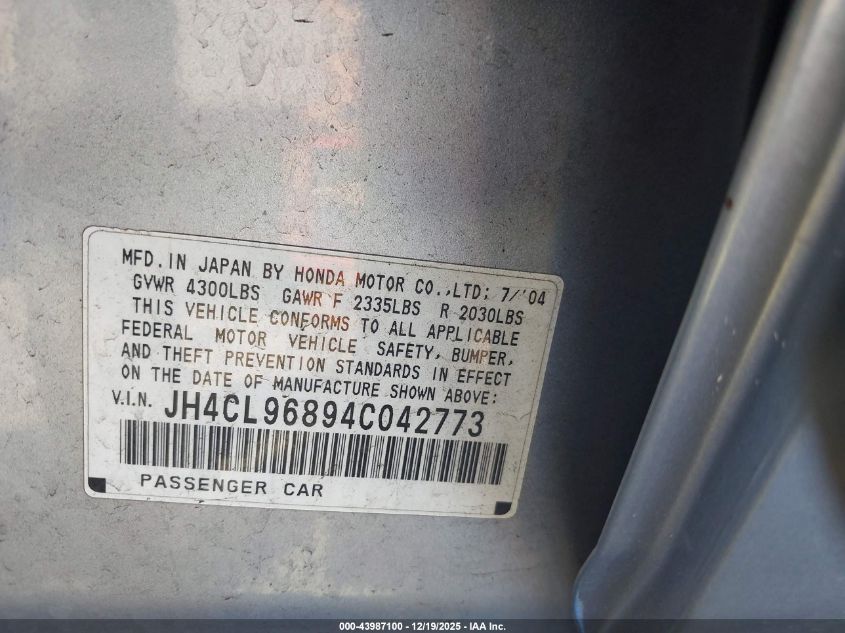 MFD. IN JAPAN BY HONDA MOTOR CO.,LTD; 7/'04
GVWR 4300LBS GAWR F 2335LBS R 2030LBS
THIS VEHICLE CONFORMS TO ALL APPLICABLE
FEDERAL MOTOR VEHICLE SAFETY, BUMPER,
AND THEFT PREVENTION STANDARDS IN EFFECT
ON THE DATE OF MANUFACTURE SHOWN ABOVE:
V.I.N. JH4CL96894C042773
PASSENGER CAR
000-43987100 - 12/19/2025 - IAA Inc.